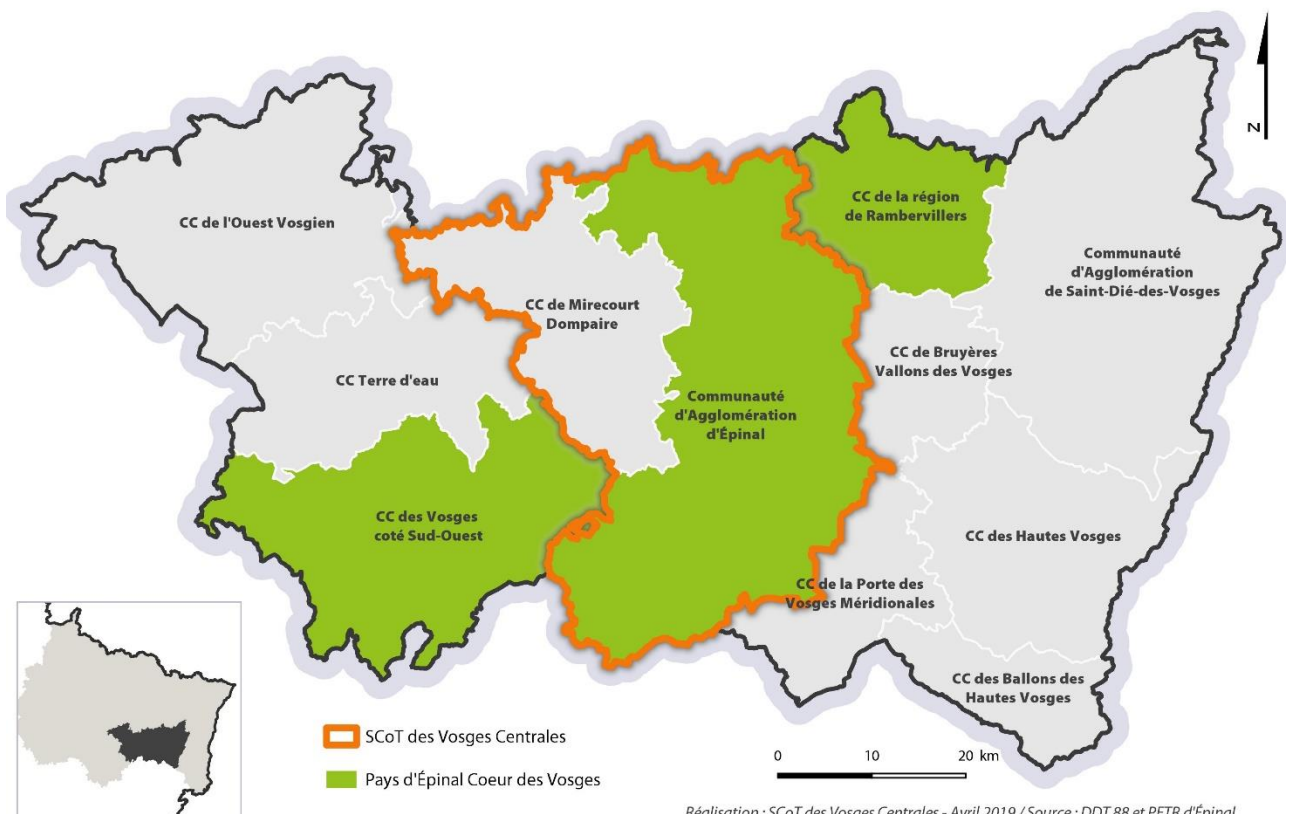 N
CC de l'Ouest Vosgien
CC de la région
de Rambervillers
Communauté
d'Agglomération
de Saint-Dié-des-Vosges
CC de Mirecourt
Dompaire
CC de Bruyères
Vallons des Vosges
CC Terre d'eau
Communauté
d'Agglomération
d'Épinal
CC des Vosges
coté Sud-Ouest
CC des Hautes Vosges
CC de la Porte des
Vosges Méridionales
CC des Ballons des
Hautes Vosges
SCoT des Vosges Centrales
Pays d'Épinal Coeur des Vosges
0 10 20 km
Réalisation : SCoT des Vosges Centrales - Avril 2019 / Source : DDT 88 et PETR d'Épinal